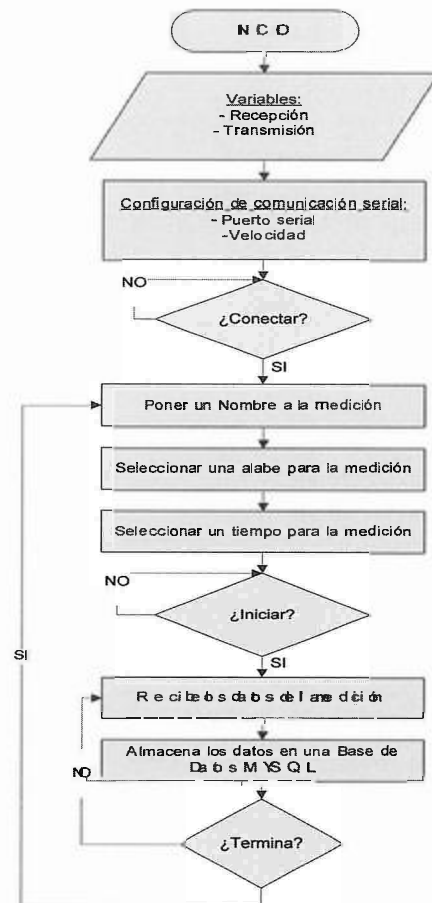 INICIO
Variables:
- Recepción
- Transmisión
Configuración de comunicación serial:
- Puerto serial
-Velocidad
NO
¿Conectar?
SI
Poner un Nombre a la medición
Seleccionar una alabe para la medición
Seleccionar un tiempo para la medición
NO
¿Iniciar?
SI
SI
Recibe los datos de la medición
Almacena los datos en una Base de
Datos MYSQL
NO
¿Termina?